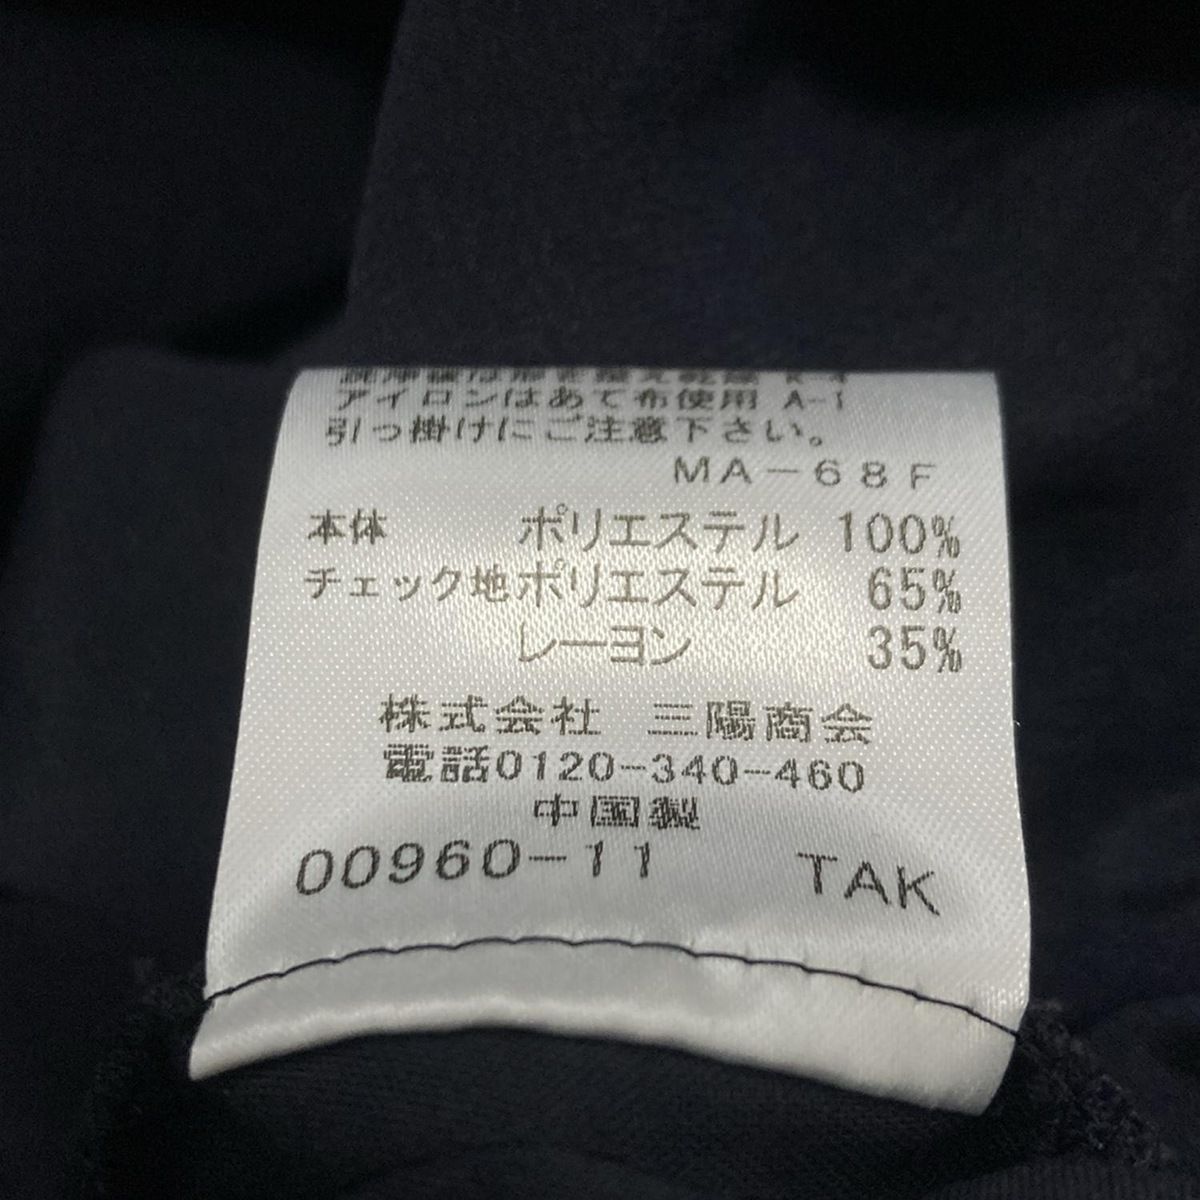 アイロンはあて布使用 A-1
引っ掛けにご注意下さい。
MA-68F
本体 ポリエステル 100%
チェック地ポリエステル 65%
レーヨン 35%
株式会社 三陽商会
電話0120-340-460
中国製
00960-11 TAK